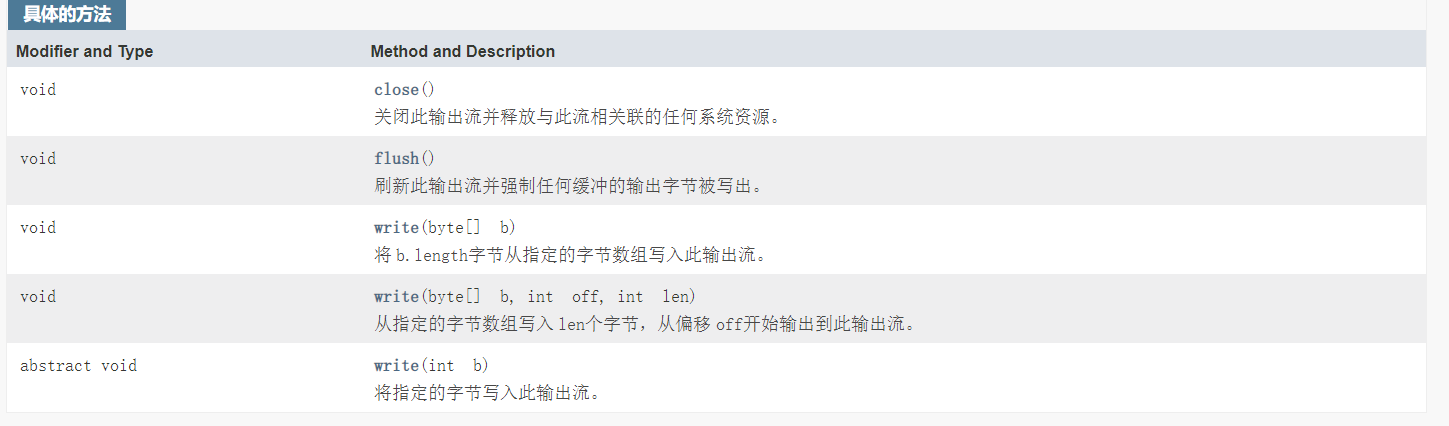 具体的方法
Modifier and Type Method and Description
void close()
关闭此输出流并释放与此流相关联的任何系统资源。
void flush()
刷新此输出流并强制任何缓冲的输出字节被写出。
void write(byte[] b)
将 b.length字节从指定的字节数组写入此输出流。
void write(byte[] b, int off, int len)
从指定的字节数组写入 len个字节，从偏移 off开始输出到此输出流。
abstract void write(int b)
将指定的字节写入此输出流。